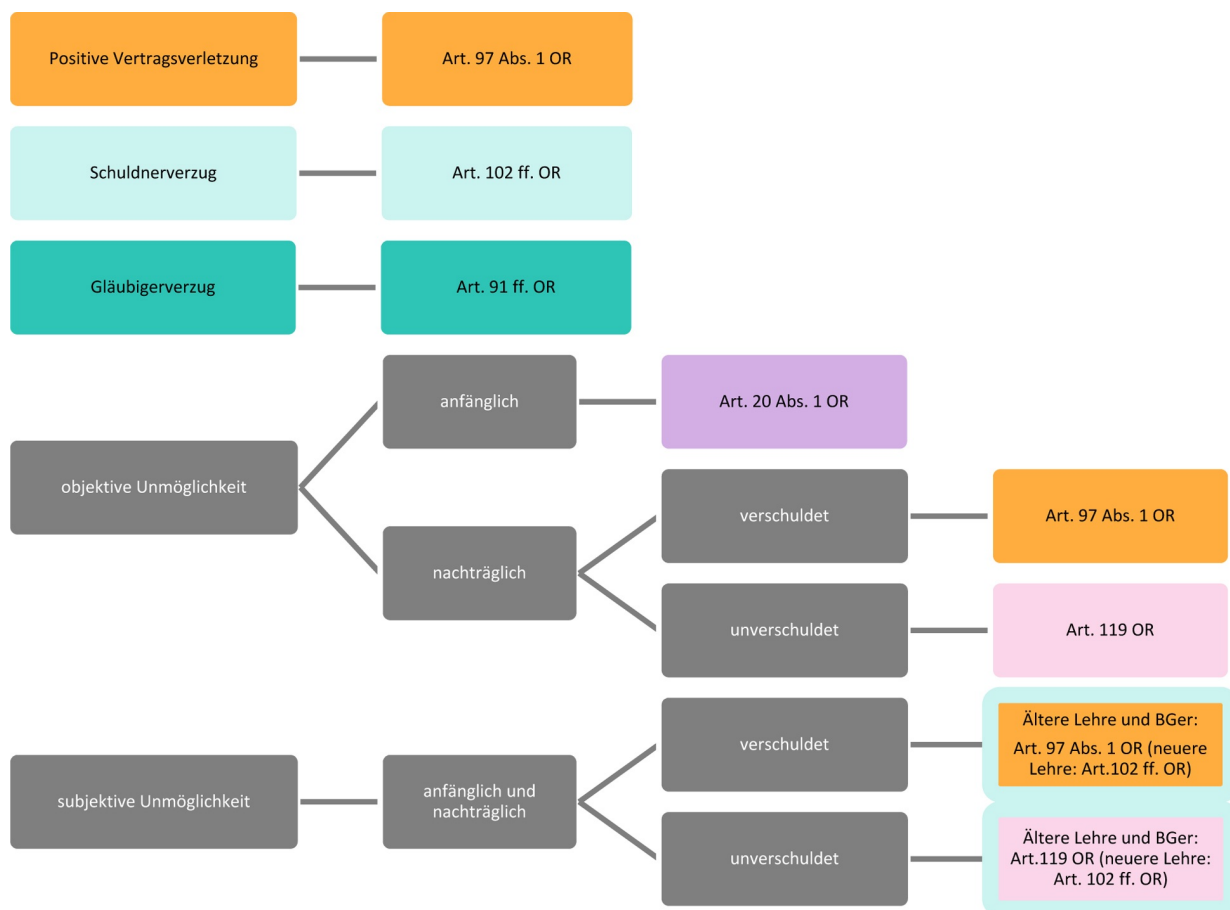 Positive Vertragsverletzung
Art. 97 Abs. 1 OR
Schuldnerverzug
Art. 102 ff. OR
Gläubigerverzug
Art. 91 ff. OR
objektive Unmöglichkeit
anfänglich
Art. 20 Abs. 1 OR
nachträglich
verschuldet
Art. 97 Abs. 1 OR
unverschuldet
Art. 119 OR
subjektive Unmöglichkeit
anfänglich und
nachträglich
verschuldet
Ältere Lehre und BGer:
Art. 97 Abs. 1 OR (neuere
Lehre: Art.102 ff. OR)
unverschuldet
Ältere Lehre und BGer:
Art.119 OR (neuere Lehre:
Art. 102 ff. OR)